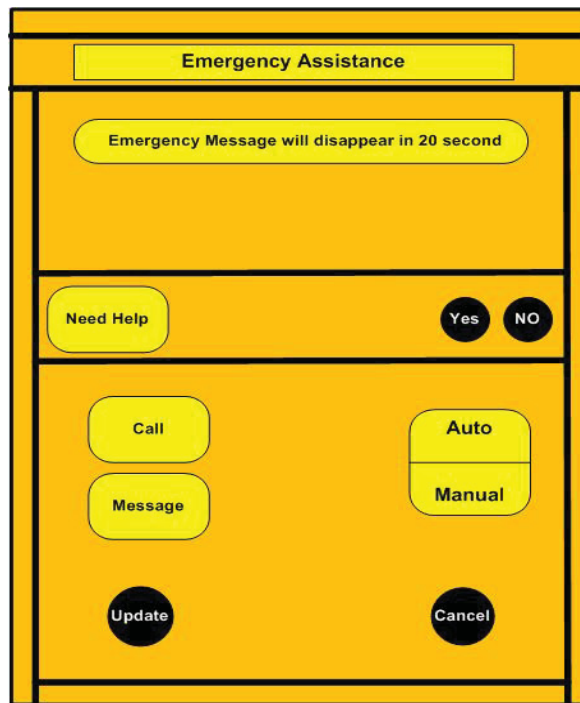 Emergency Assistance
Emergency Message will disappear in 20 second
Need Help
Yes
NO
Call
Auto
Message
Manual
Update
Cancel